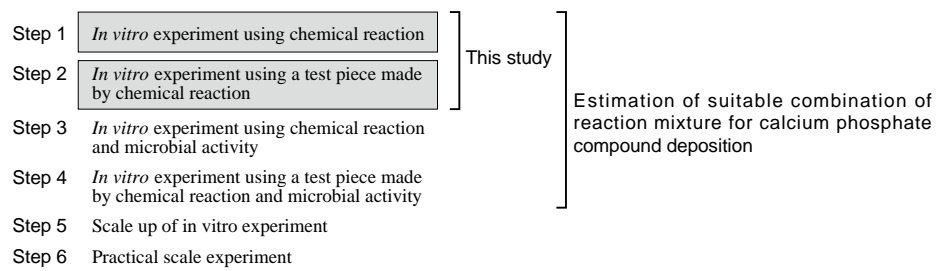 Step 1 In vitro experiment using chemical reaction
Step 2 In vitro experiment using a test piece made
by chemical reaction
This study
Step 3 In vitro experiment using chemical reaction
and microbial activity
Step 4 In vitro experiment using a test piece made
by chemical reaction and microbial activity
Estimation of suitable combination of
reaction mixture for calcium phosphate
compound deposition
Step 5 Scale up of in vitro experiment
Step 6 Practical scale experiment